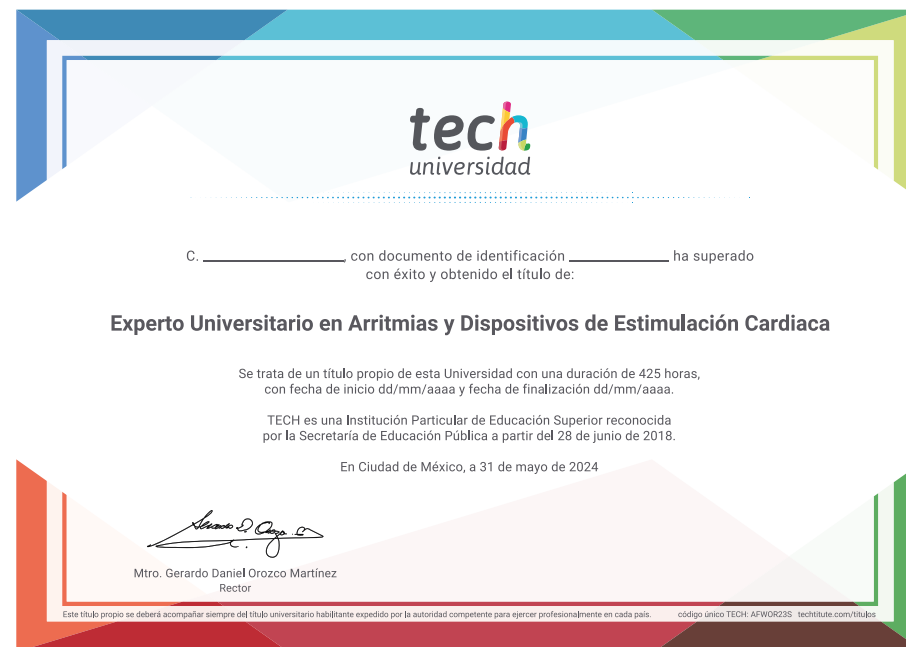 tech
universidad
C. ____________________, con documento de identificación ______________ ha superado
con éxito y obtenido el título de:
Experto Universitario en Arritmias y Dispositivos de Estimulación Cardiaca
Se trata de un título propio de esta Universidad con una duración de 425 horas,
con fecha de inicio dd/mm/aaaa y fecha de finalización dd/mm/aaaa.
TECH es una Institución Particular de Educación Superior reconocida
por la Secretaría de Educación Pública a partir del 28 de junio de 2018.
En Ciudad de México, a 31 de mayo de 2024
Mtro. Gerardo Daniel Orozco Martínez
Rector
Este título propio se deberá acompañar siempre del título universitario habilitante expedido por la autoridad competente para ejercer profesionalmente en cada país. código único TECH: AFWOR23S techtitute.com/titulos